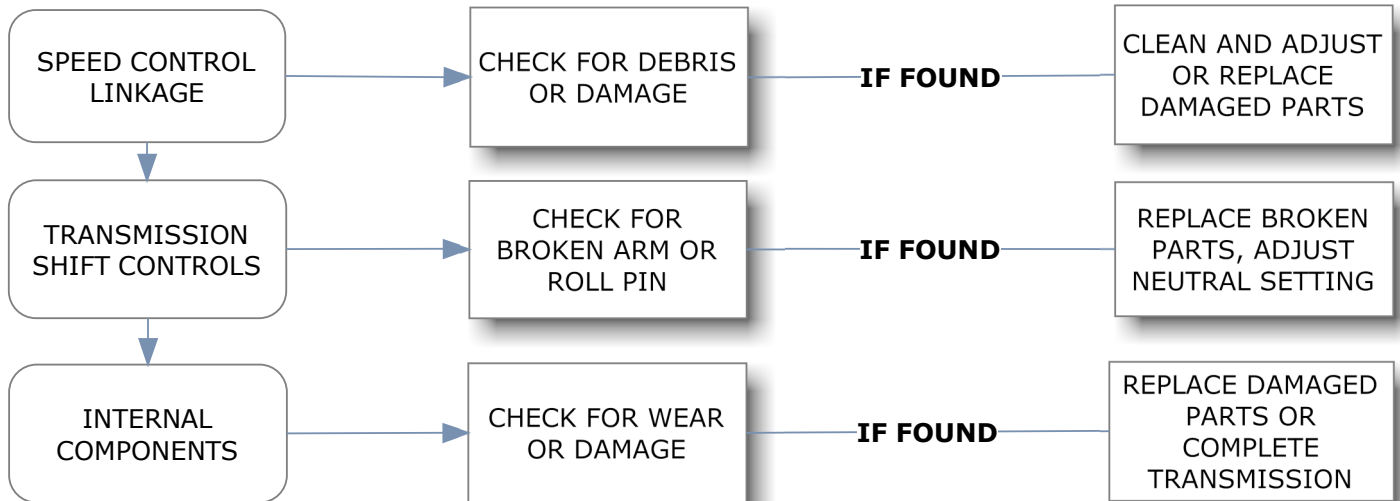 SPEED CONTROL
LINKAGE
CHECK FOR DEBRIS
OR DAMAGE
IF FOUND
CLEAN AND ADJUST
OR REPLACE
DAMAGED PARTS
TRANSMISSION
SHIFT CONTROLS
CHECK FOR
BROKEN ARM OR
ROLL PIN
IF FOUND
REPLACE BROKEN
PARTS, ADJUST
NEUTRAL SETTING
INTERNAL
COMPONENTS
CHECK FOR WEAR
OR DAMAGE
IF FOUND
REPLACE DAMAGED
PARTS OR
COMPLETE
TRANSMISSION